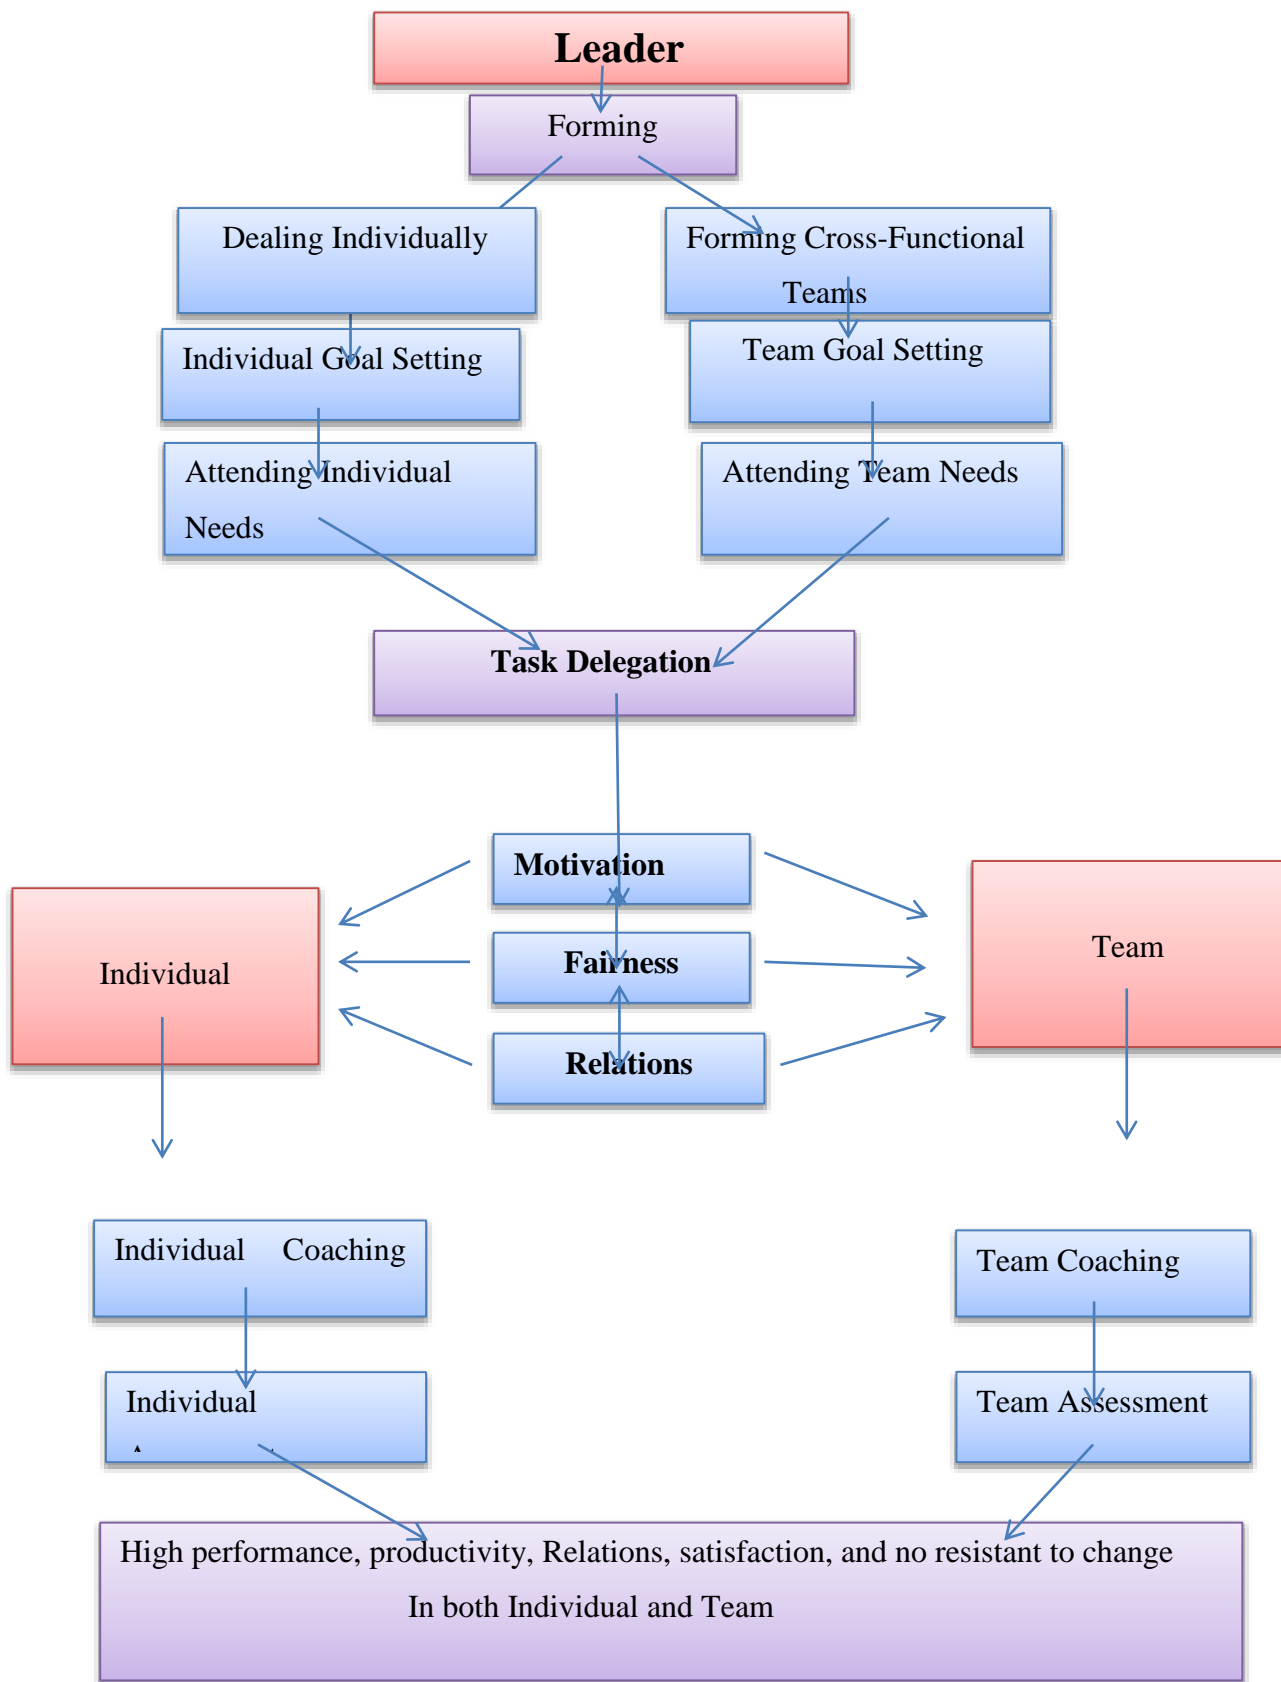 Leader
Forming
Dealing Individually
Forming Cross-Functional
Teams
Individual Goal Setting
Team Goal Setting
Attending Individual
Needs
Attending Team Needs
Task Delegation
Motivation
Fairness
Relations
Individual
Team
Individual Coaching
Team Coaching
Individual
Team Assessment
High performance, productivity, Relations, satisfaction, and no resistant to change
In both Individual and Team